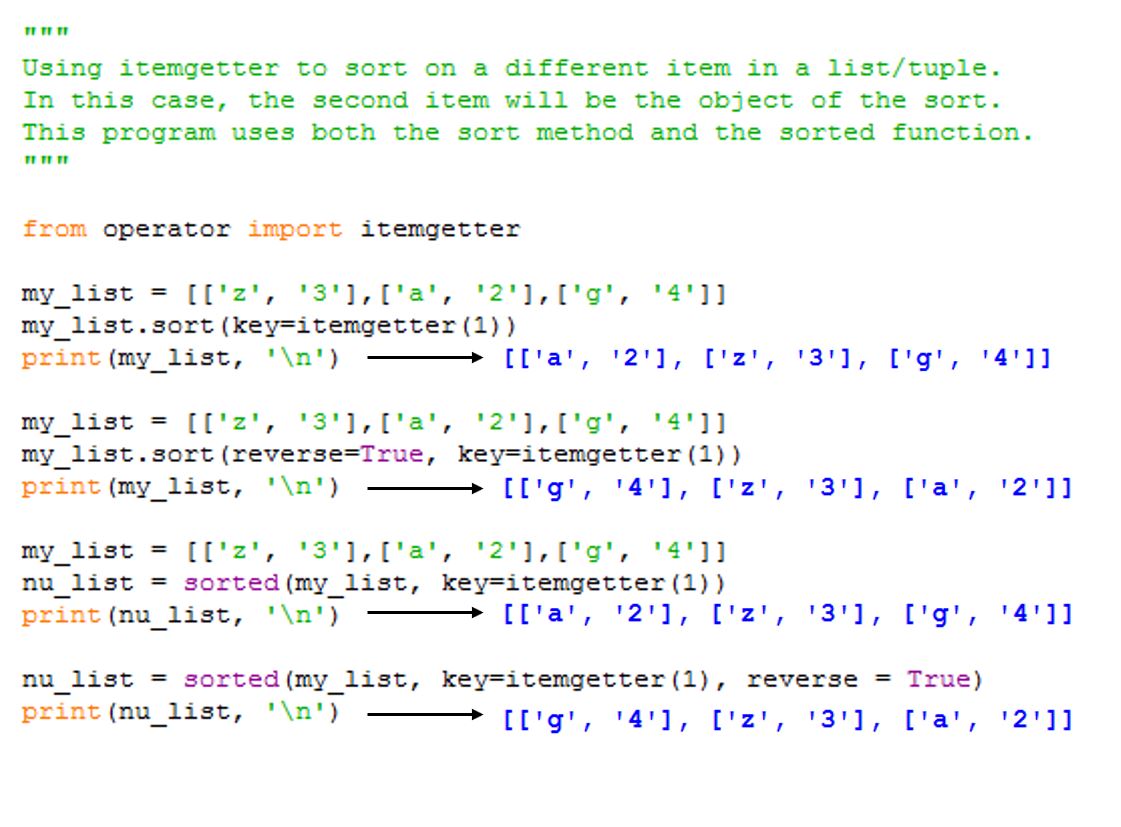 """
Using itemgetter to sort on a different item in a list/tuple.
In this case, the second item will be the object of the sort.
This program uses both the sort method and the sorted function.
"""
from operator import itemgetter
my_list = [['z', '3'],['a', '2'],['g', '4']]
my_list.sort(key=itemgetter(1))
print(my_list, '\n') [['a', '2'], ['z', '3'], ['g', '4']]
my_list = [['z', '3'],['a', '2'],['g', '4']]
my_list.sort(reverse=True, key=itemgetter(1))
print(my_list, '\n') [['g', '4'], ['z', '3'], ['a', '2']]
my_list = [['z', '3'],['a', '2'],['g', '4']]
nu_list = sorted(my_list, key=itemgetter(1))
print(nu_list, '\n') [['a', '2'], ['z', '3'], ['g', '4']]
nu_list = sorted(my_list, key=itemgetter(1), reverse = True)
print(nu_list, '\n') [['g', '4'], ['z', '3'], ['a', '2']]